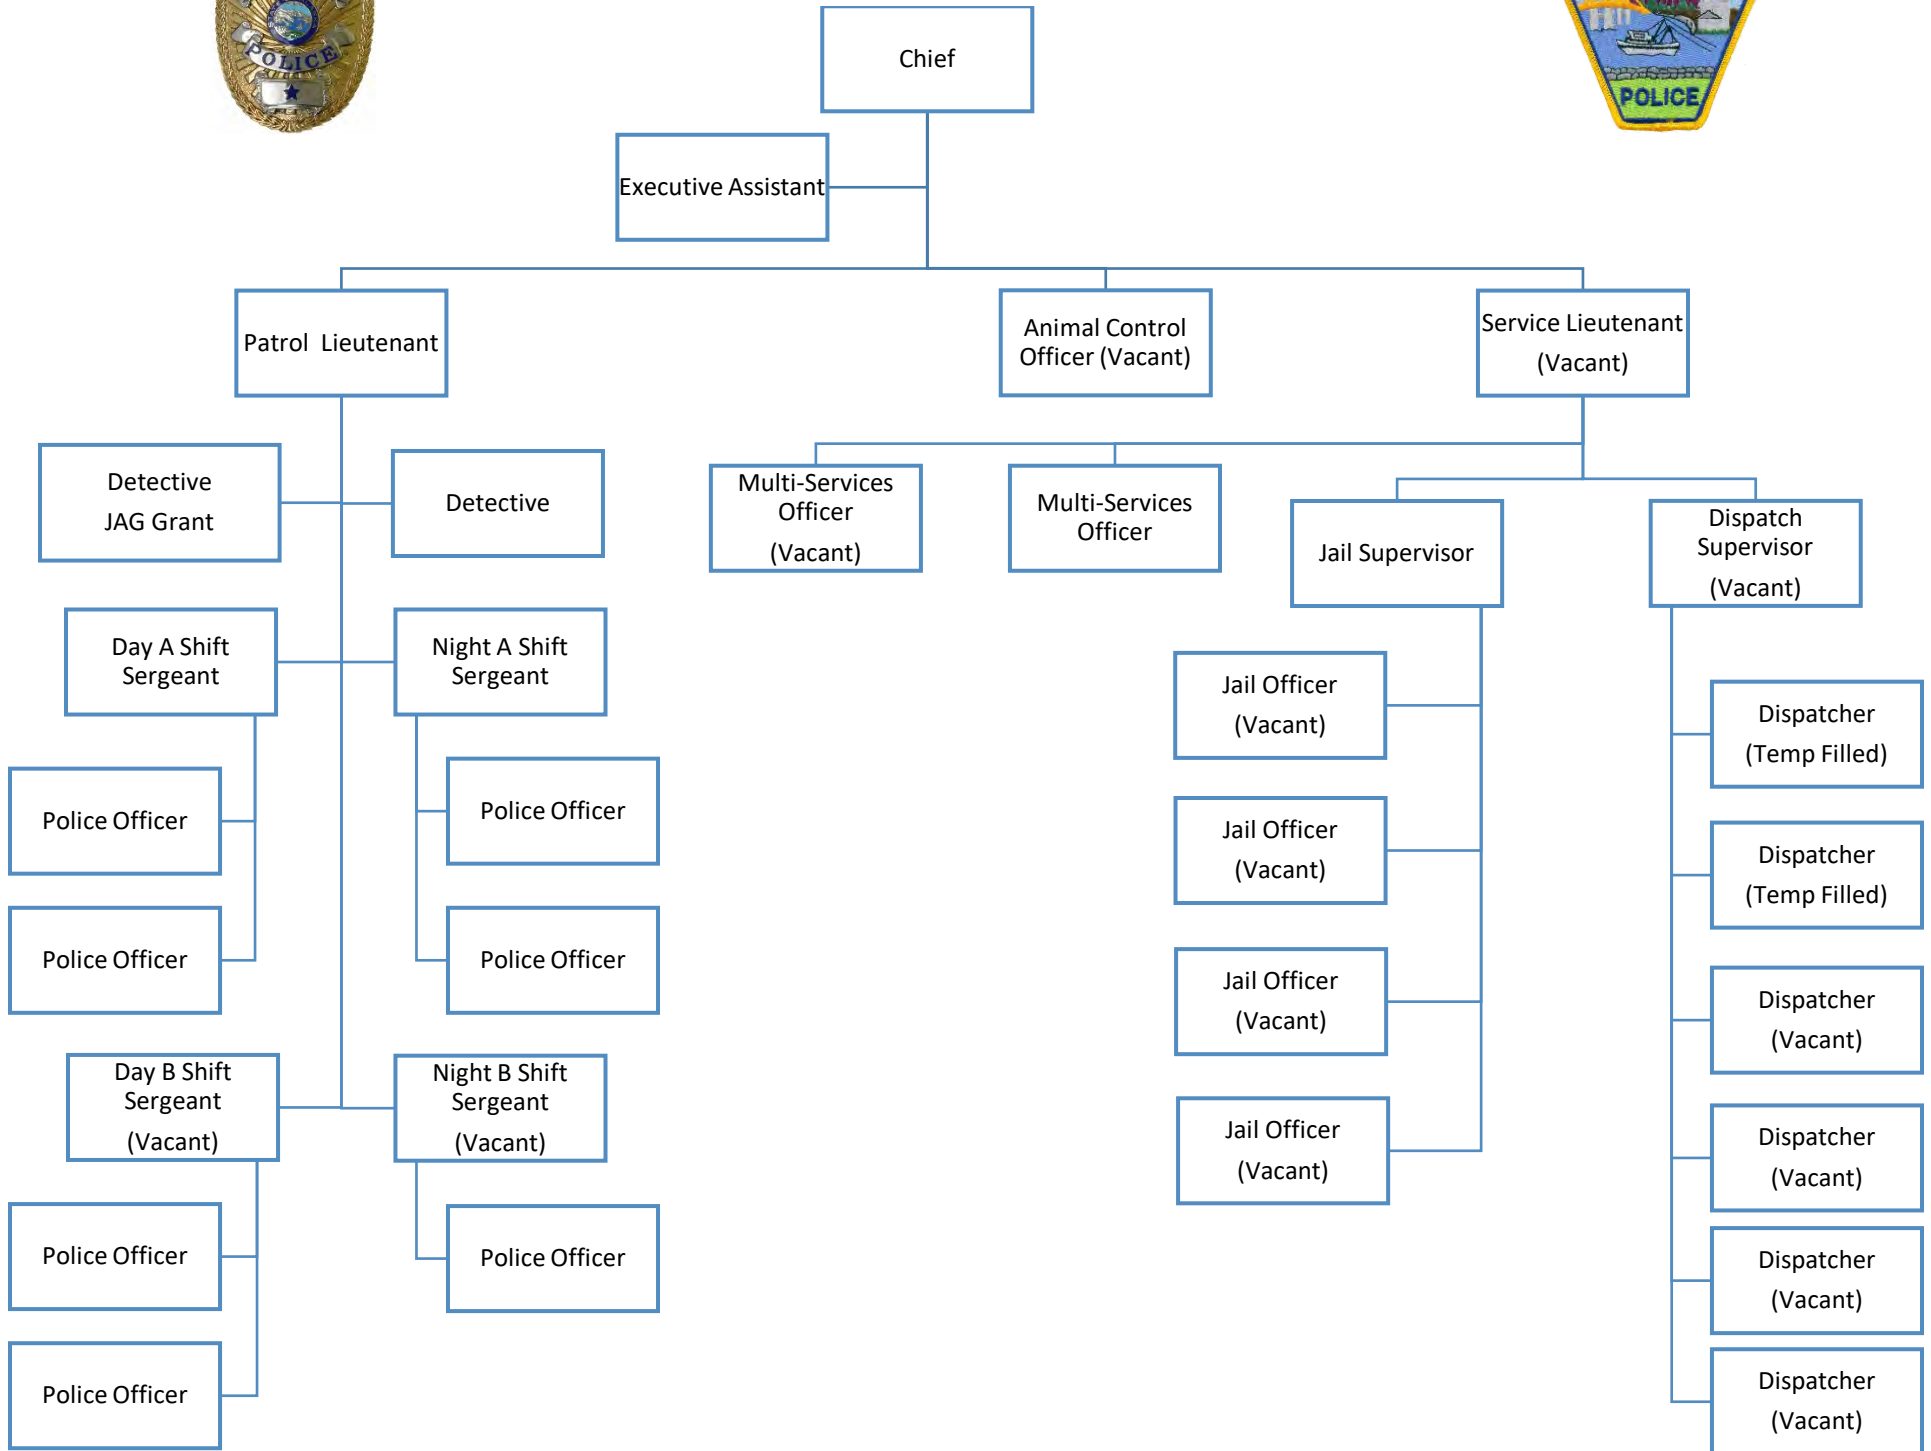 POLICE
POLICE
Chief
Executive Assistant
Patrol Lieutenant
Animal Control
Officer (Vacant)
Service Lieutenant
(Vacant)
Detective
JAG Grant
Detective
Multi-Services
Officer
(Vacant)
Multi-Services
Officer
Jail Supervisor
Dispatch
Supervisor
(Vacant)
Day A Shift
Sergeant
Night A Shift
Sergeant
Jail Officer
(Vacant)
Dispatcher
(Temp Filled)
Police Officer
Police Officer
Jail Officer
(Vacant)
Dispatcher
(Temp Filled)
Police Officer
Police Officer
Jail Officer
(Vacant)
Dispatcher
(Vacant)
Day B Shift
Sergeant
(Vacant)
Night B Shift
Sergeant
(Vacant)
Jail Officer
(Vacant)
Dispatcher
(Vacant)
Police Officer
Police Officer
Dispatcher
(Vacant)
Police Officer
Dispatcher
(Vacant)